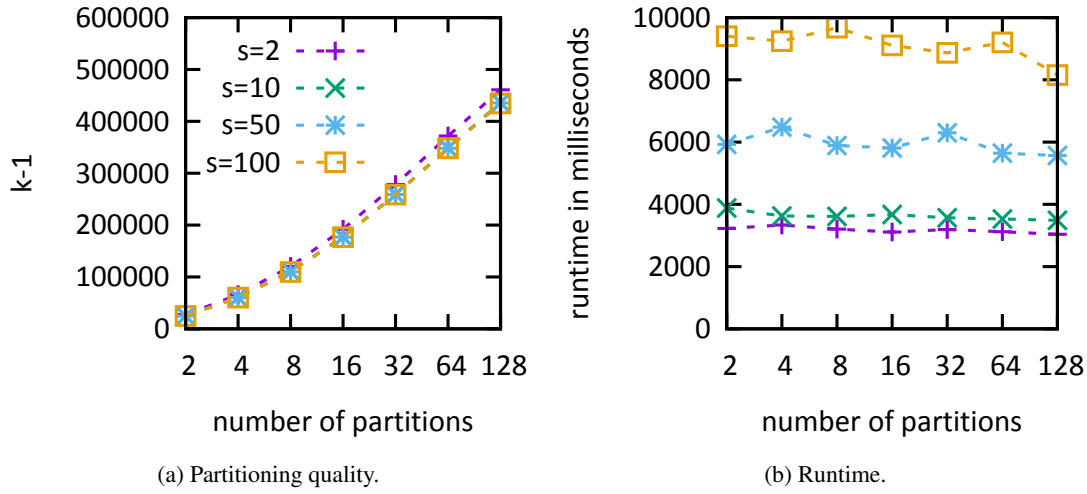 600000
500000
400000
300000
200000
100000
0
k-1
s=2
s=10
s=50
s=100
2 4 8 16 32 64 128
number of partitions
(a) Partitioning quality.
10000
8000
6000
4000
2000
0
runtime in milliseconds
2 4 8 16 32 64 128
number of partitions
(b) Runtime.